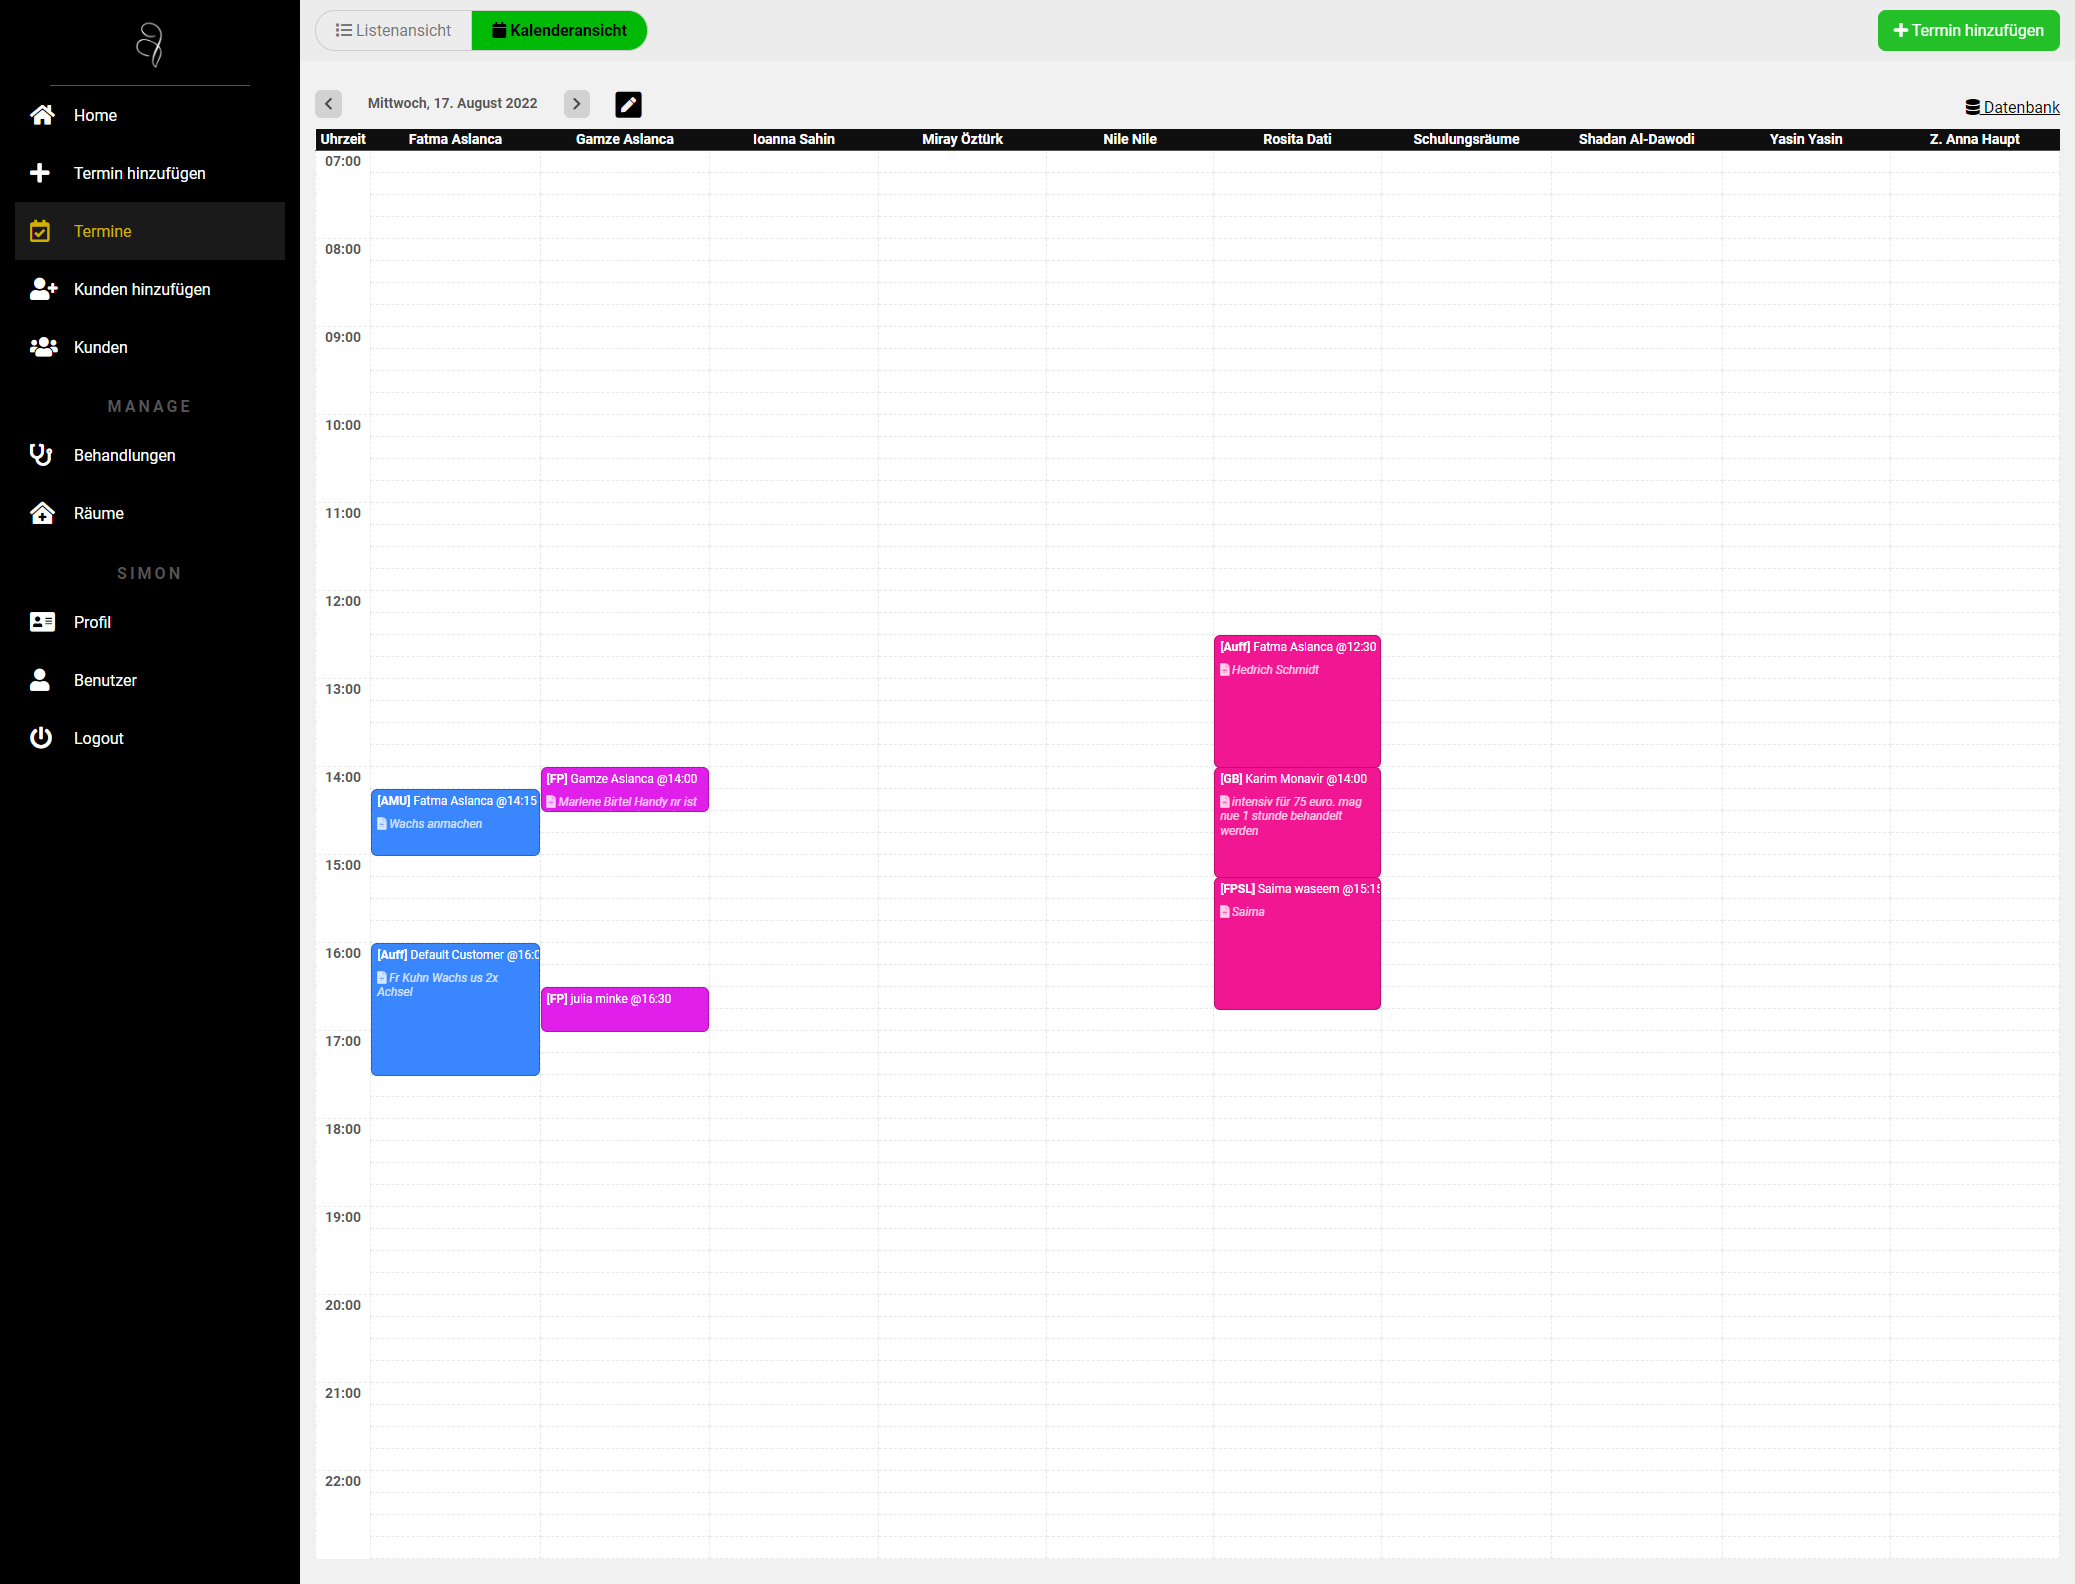 Listenansicht
Kalenderansicht
Termin hinzufügen
Home
Termin hinzufügen
Termine
Kunden hinzufügen
Kunden
MANAGE
Behandlungen
Räume
SIMON
Profil
Benutzer
Logout
Mittwoch, 17. August 2022
Datenbank
Uhrzeit Fatma Aslanca Gamze Aslanca Ioanna Sahin Miray Öztürk Nile Nile Rosita Dati Schulungsräume Shadan Al-Dawodi Yasin Yasin Z. Anna Haupt
07:00
08:00
09:00
10:00
11:00
12:00
[Auff] Fatma Aslanca @12:30
Hedrich Schmidt
13:00
14:00
[FP] Gamze Aslanca @14:00
Marlene Birtel Handy nr ist
[GB] Karim Monavir @14:00
intensiv für 75 euro. mag
nue 1 stunde behandelt
werden
[AMU] Fatma Aslanca @14:15
Wachs anmachen
15:00
[FPSL] Saima waseem @15:15
Saima
16:00
[Auff] Default Customer @16:0
Fr Kuhn Wachs us 2x
Achsel
[FP] julia minke @16:30
17:00
18:00
19:00
20:00
21:00
22:00